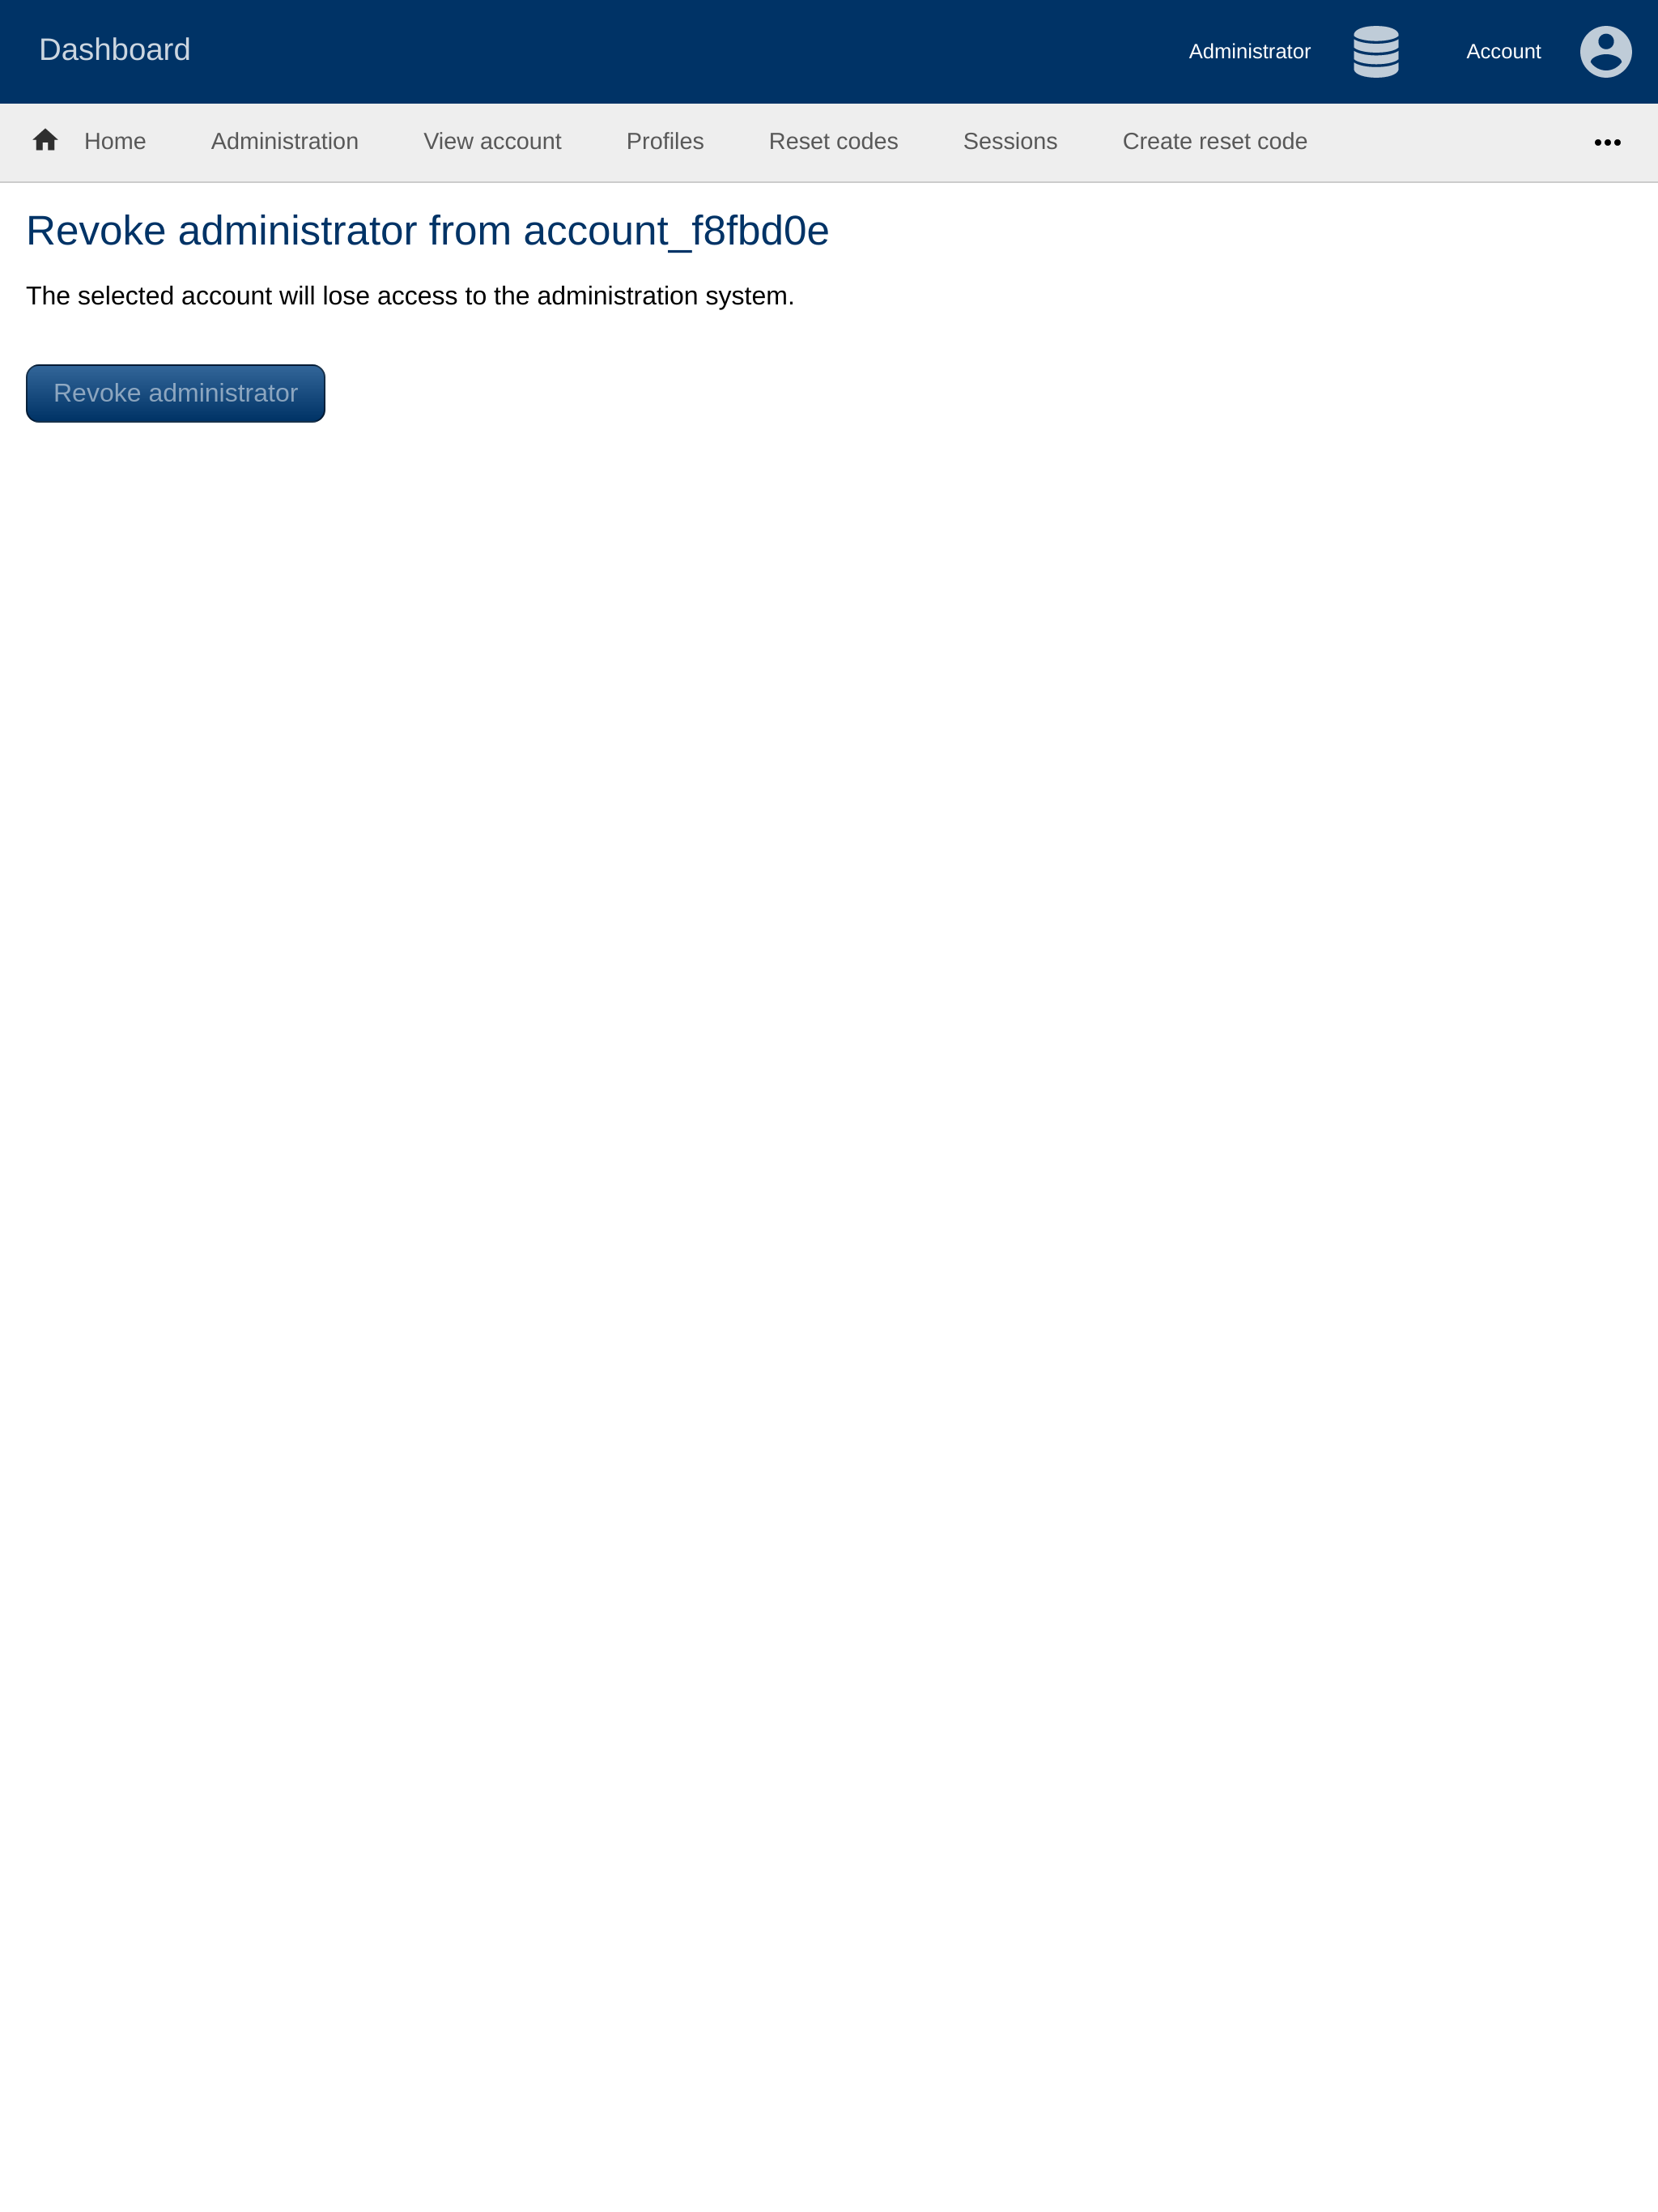 Dashboard
Administrator
Account
Home
Administration
View account
Profiles
Reset codes
Sessions
Create reset code
Revoke administrator from account_f8fbd0e
The selected account will lose access to the administration system.
Revoke administrator